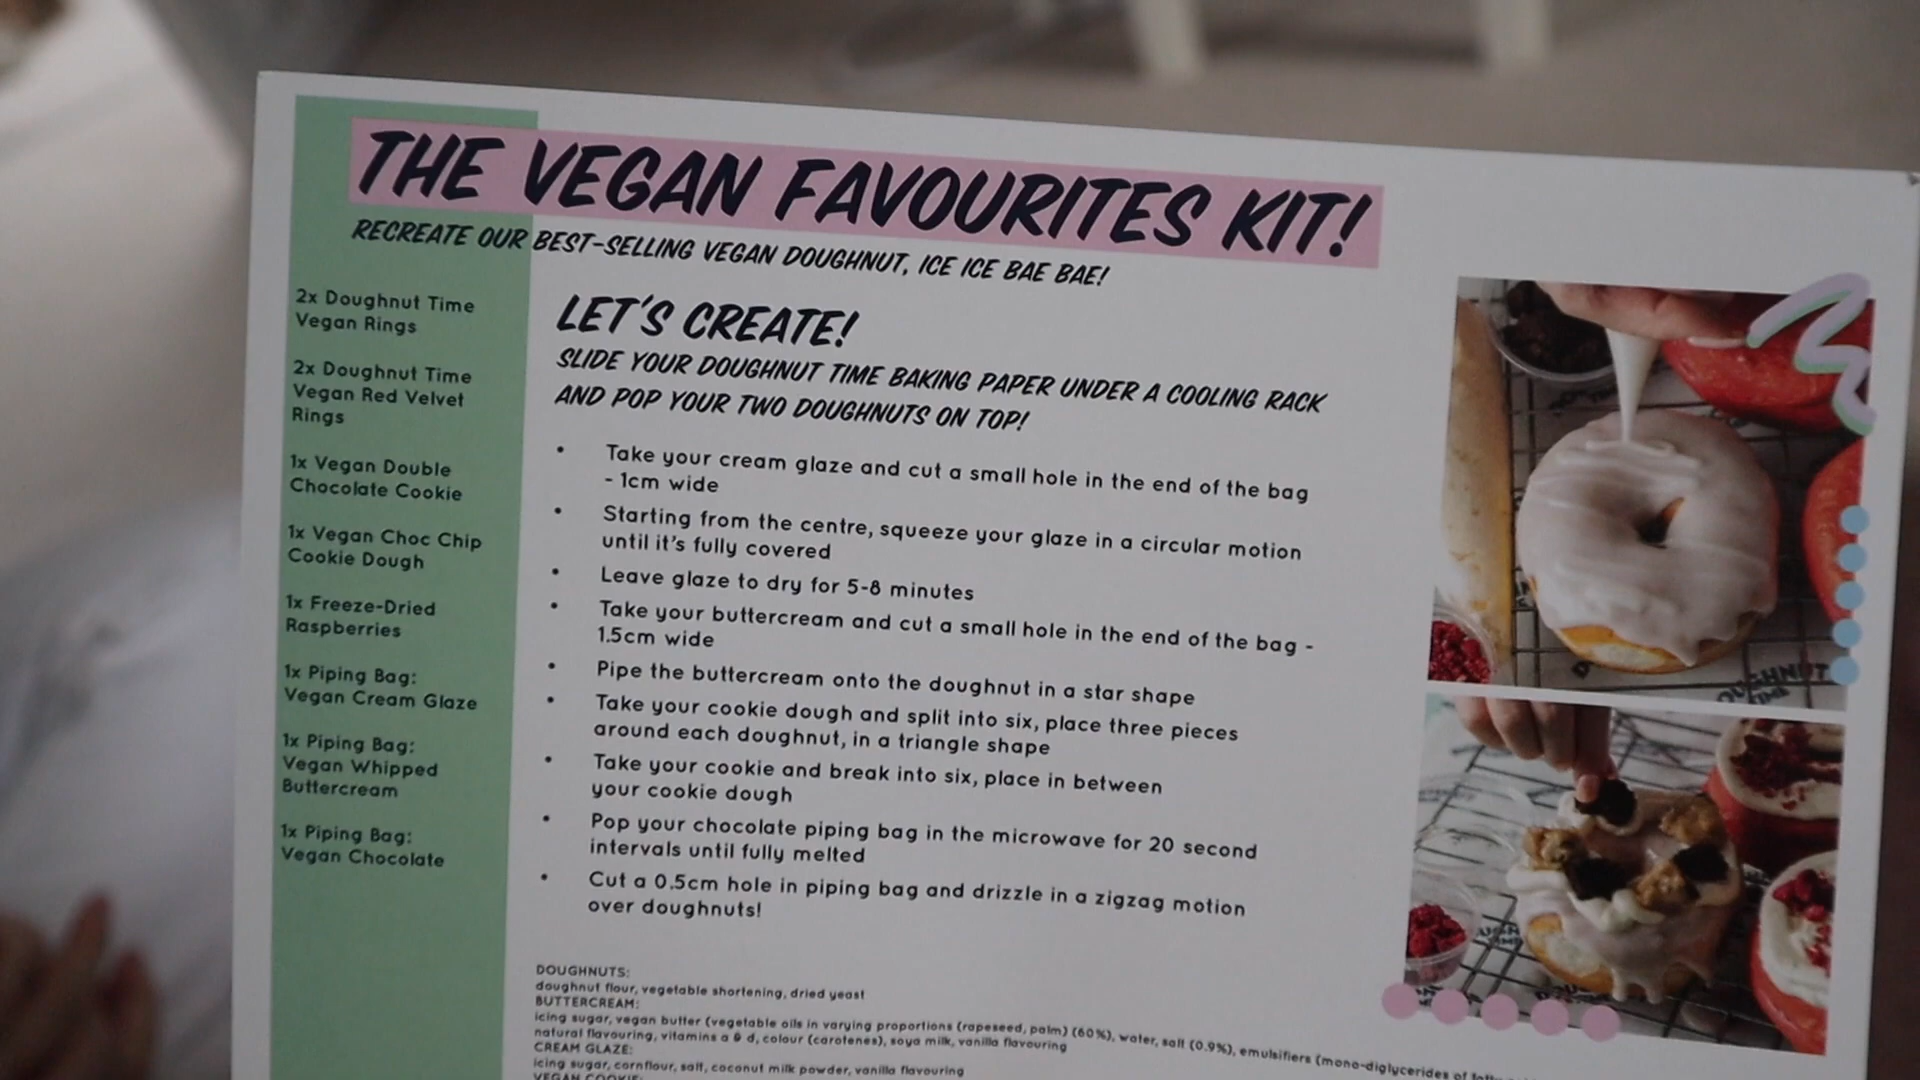 THE VEGAN FAVOURITES KIT!
RECREATE OUR BEST-SELLING VEGAN DOUGHNUT, ICE ICE BAE BAE!
2x Doughnut Time
Vegan Rings
2x Doughnut Time
Vegan Red Velvet
Rings
1x Vegan Double
Chocolate Cookie
1x Vegan Choc Chip
Cookie Dough
1x Freeze-Dried
Raspberries
1x Piping Bag:
Vegan Cream Glaze
1x Piping Bag:
Vegan Whipped
Buttercream
1x Piping Bag:
Vegan Chocolate
LET'S CREATE!
SLIDE YOUR DOUGHNUT TIME BAKING PAPER UNDER A COOLING RACK
AND POP YOUR TWO DOUGHNUTS ON TOP!
• Take your cream glaze and cut a small hole in the end of the bag
- 1cm wide
• Starting from the centre, squeeze your glaze in a circular motion
until it's fully covered
• Leave glaze to dry for 5-8 minutes
• Take your buttercream and cut a small hole in the end of the bag -
1.5cm wide
• Pipe the buttercream onto the doughnut in a star shape
• Take your cookie dough and split into six, place three pieces
around each doughnut, in a triangle shape
• Take your cookie and break into six, place in between
your cookie dough
• Pop your chocolate piping bag in the microwave for 20 second
intervals until fully melted
• Cut a 0.5cm hole in piping bag and drizzle in a zigzag motion
over doughnuts!
DOUGHNUTS:
doughnut flour, vegetable shortening, dried yeast
BUTTERCREAM:
icing sugar, vegan butter (vegetable oils in varying proportions (rapeseed, palm) (60%), water, salt (0.9%), emulsifiers (mono-diglycerides of
natural flavouring, vitamins a & d, colour (carotenes), soya milk, vanilla flavouring
CREAM GLAZE:
icing sugar, cornflour, salt, coconut milk powder, vanilla flavouring
VEGAN COOKIE:
DOUGHNUT
TIME